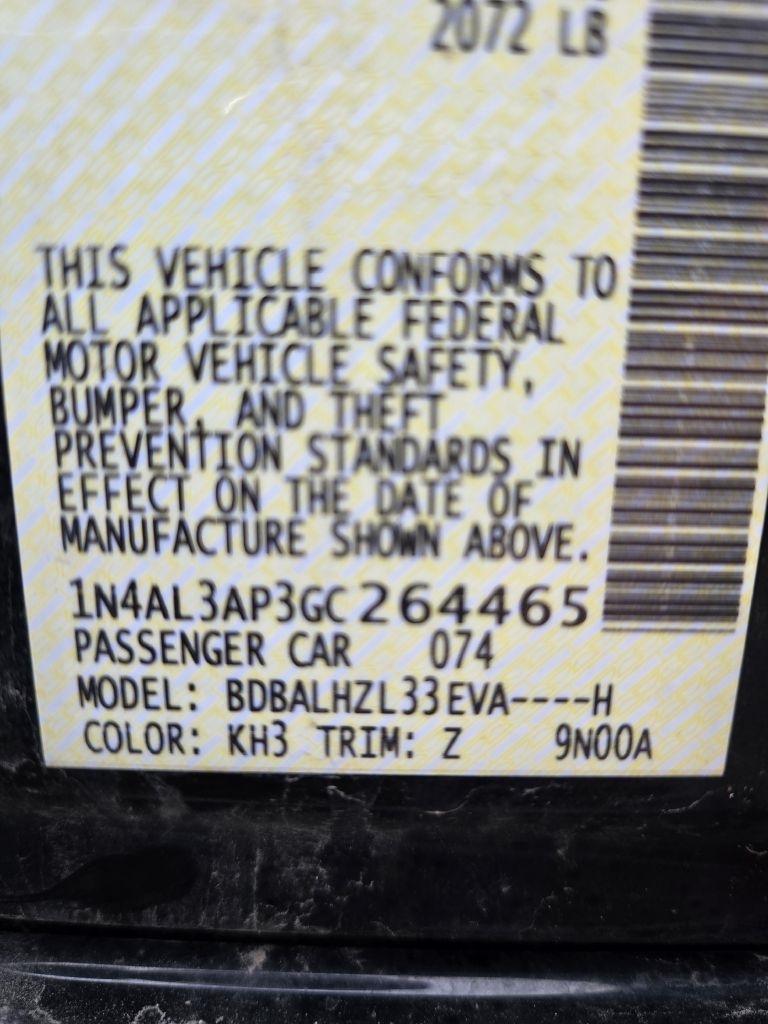 2072 LB
THIS VEHICLE CONFORMS TO
ALL APPLICABLE FEDERAL
MOTOR VEHICLE SAFETY,
BUMPER, AND THEFT
PREVENTION STANDARDS IN
EFFECT ON THE DATE OF
MANUFACTURE SHOWN ABOVE.
1N4AL3AP3GC264465
PASSENGER CAR 074
MODEL: BDBALHZL33EVA----H
COLOR: KH3 TRIM: Z 9N00A